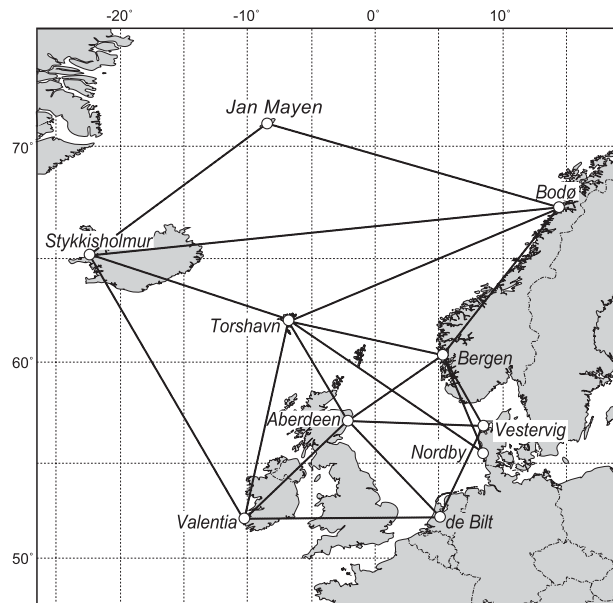 -20° -10° 0° 10°
Jan Mayen
70°
Bodø
Stykkisholmur
Torshavn
60°
Bergen
Aberdeen
Vestervig
Nordby
Valentia
de Bilt
50°